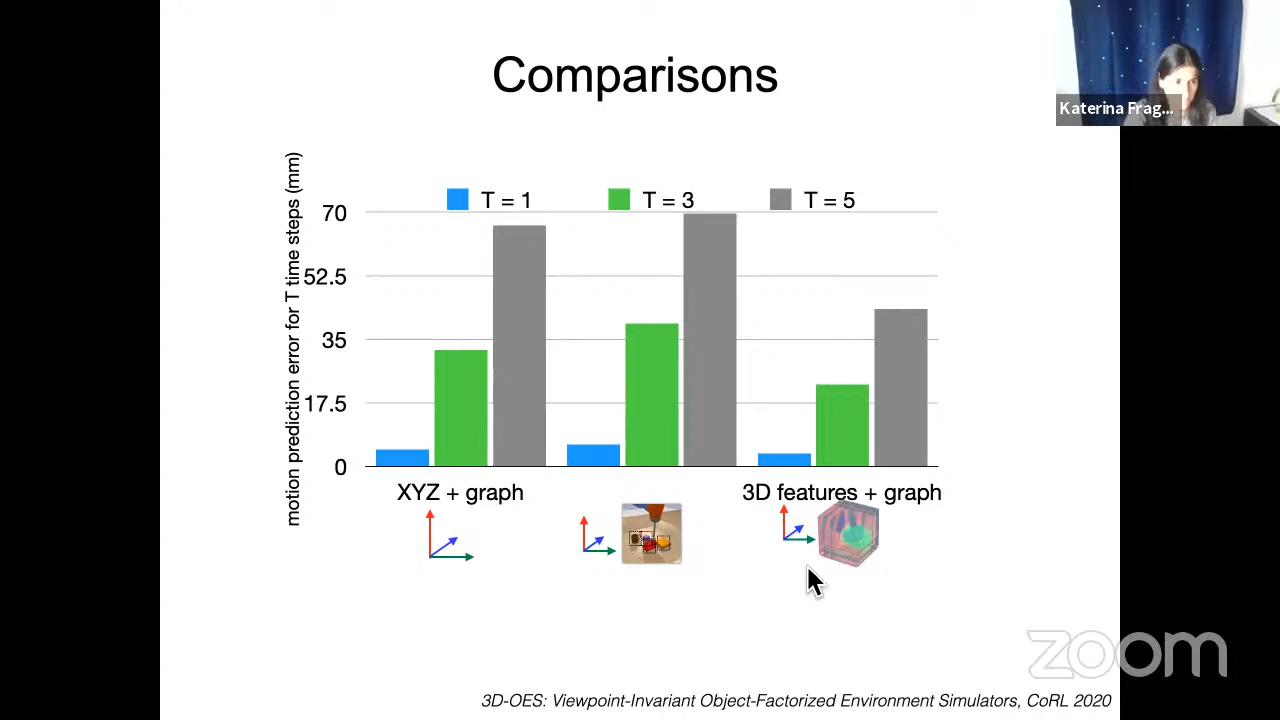 Comparisons
Katerina Frag...
motion prediction error for T time steps (mm)
T = 1
T = 3
T = 5
70
52.5
35
17.5
0
XYZ + graph
3D features + graph
zoom
3D-OES: Viewpoint-Invariant Object-Factorized Environment Simulators, CoRL 2020